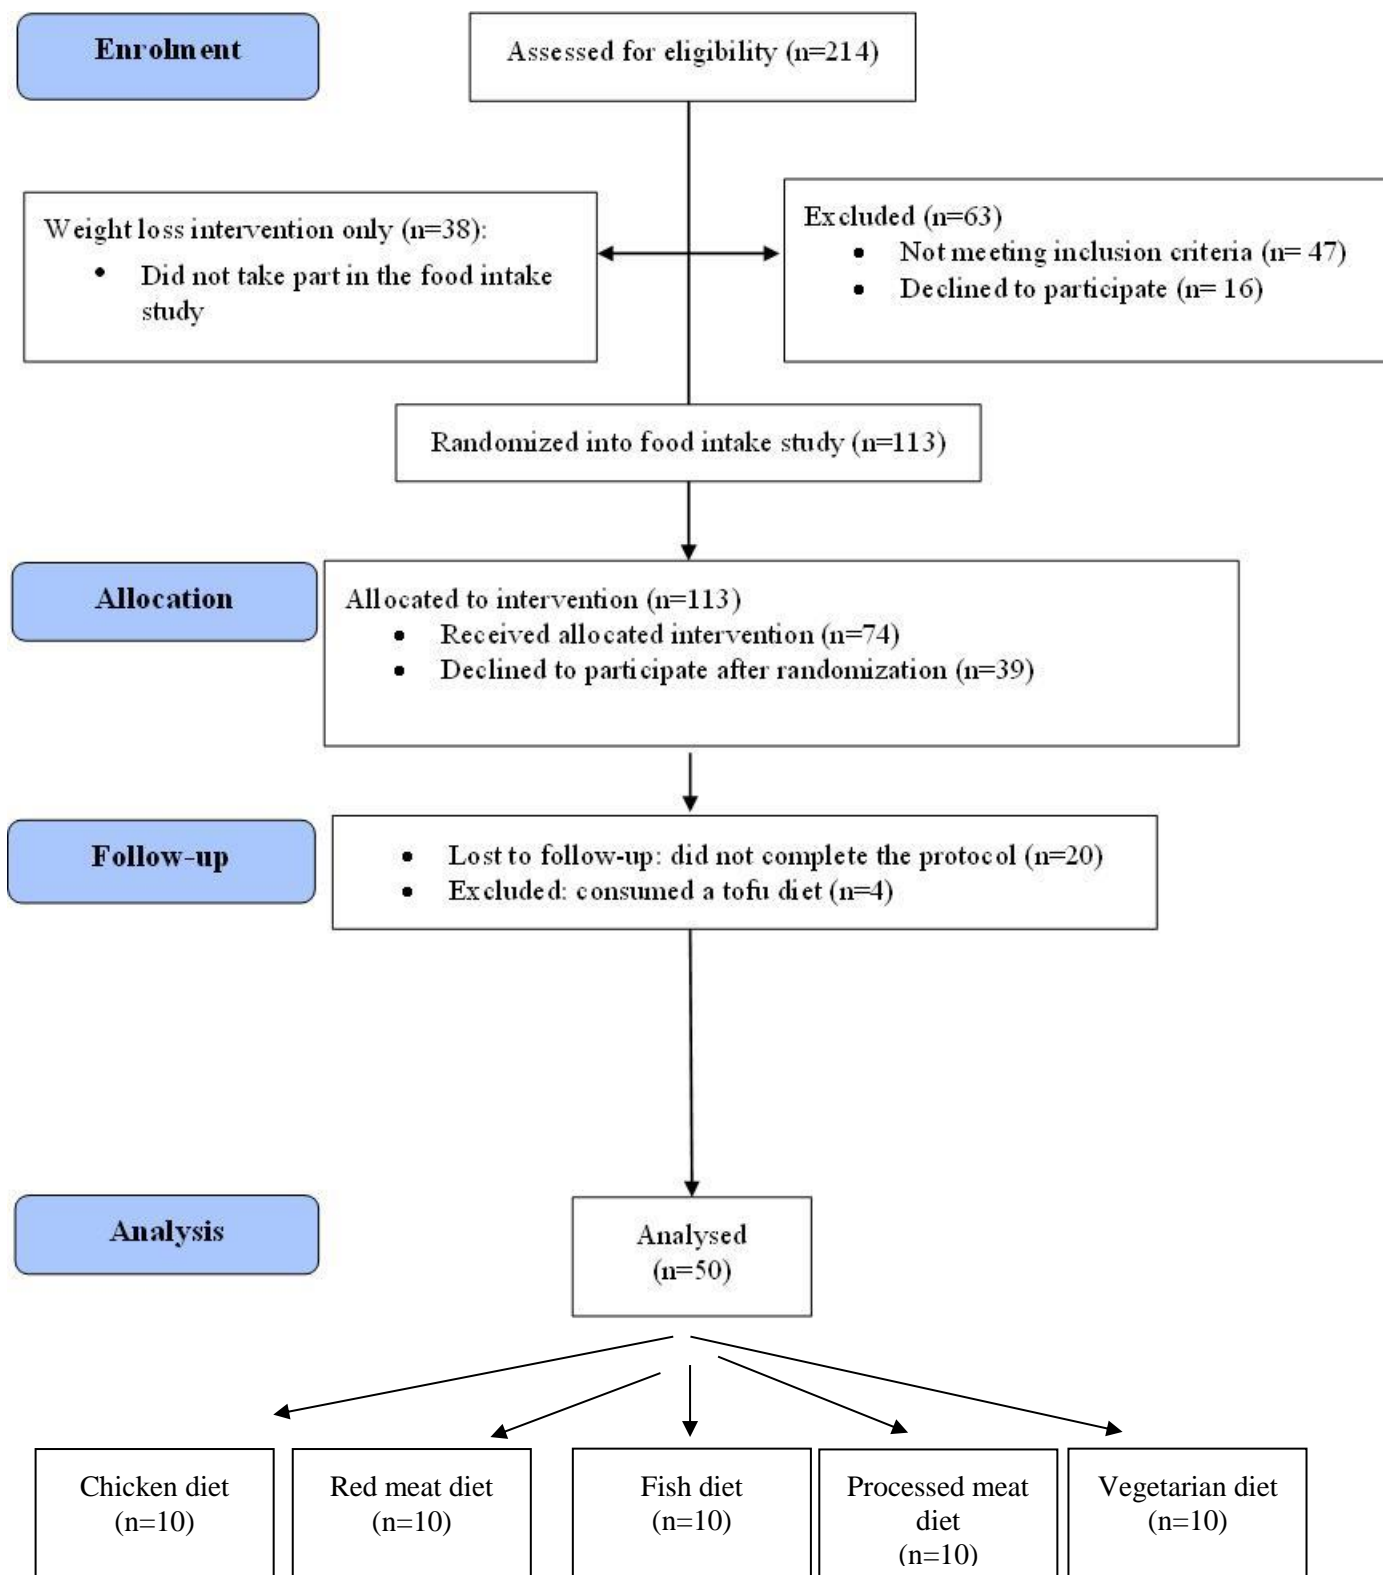 Enrolment
Assessed for eligibility (n=214)
Weight loss intervention only (n=38):
• Did not take part in the food intake
study
Excluded (n=63)
• Not meeting inclusion criteria (n= 47)
• Declined to participate (n= 16)
Randomized into food intake study (n=113)
Allocation
Allocated to intervention (n=113)
• Received allocated intervention (n=74)
• Declined to participate after randomization (n=39)
Follow-up
• Lost to follow-up: did not complete the protocol (n=20)
• Excluded: consumed a tofu diet (n=4)
Analysis
Analysed
(n=50)
Chicken diet
(n=10)
Red meat diet
(n=10)
Fish diet
(n=10)
Processed meat
diet
(n=10)
Vegetarian diet
(n=10)